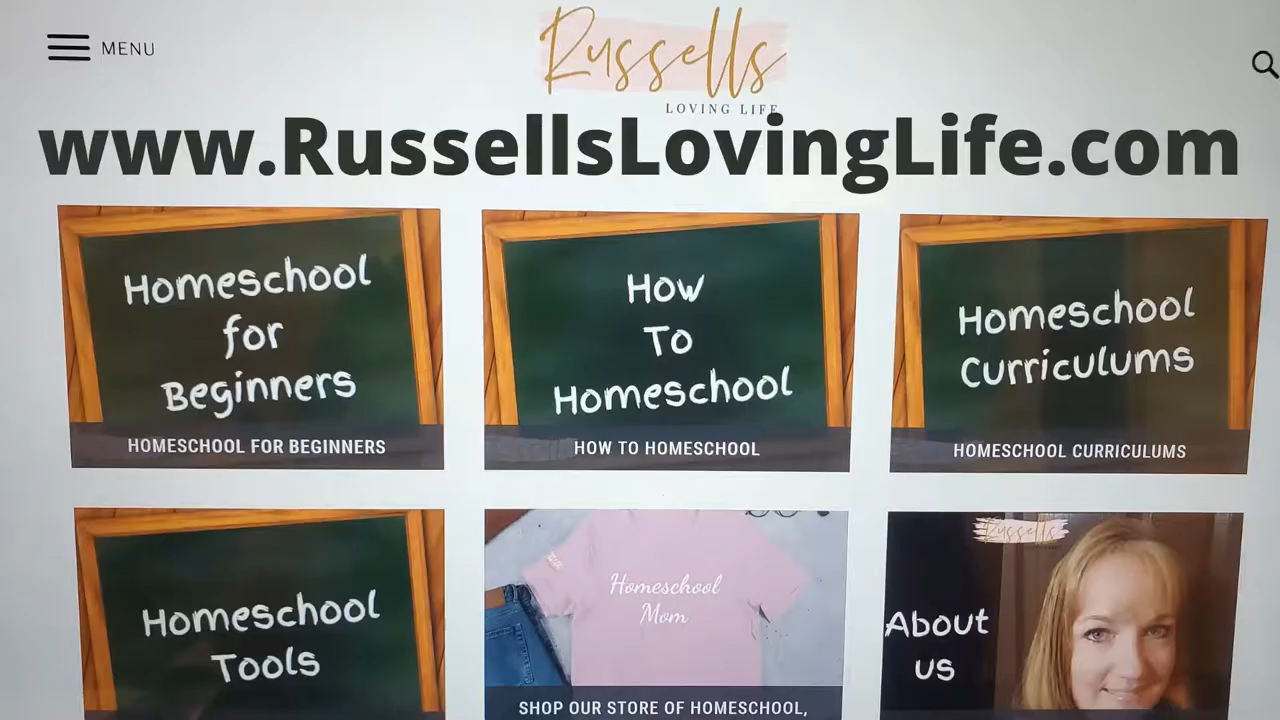 MENU
Russells
LOVING LIFE
www.RussellsLovingLife.com
Homeschool
for
Beginners
HOMESCHOOL FOR BEGINNERS
How
To
Homeschool
HOW TO HOMESCHOOL
Homeschool
Curriculums
HOMESCHOOL CURRICULUMS
Homeschool
Tools
Homeschool
Mom
SHOP OUR STORE OF HOMESCHOOL,
Russells
About
us